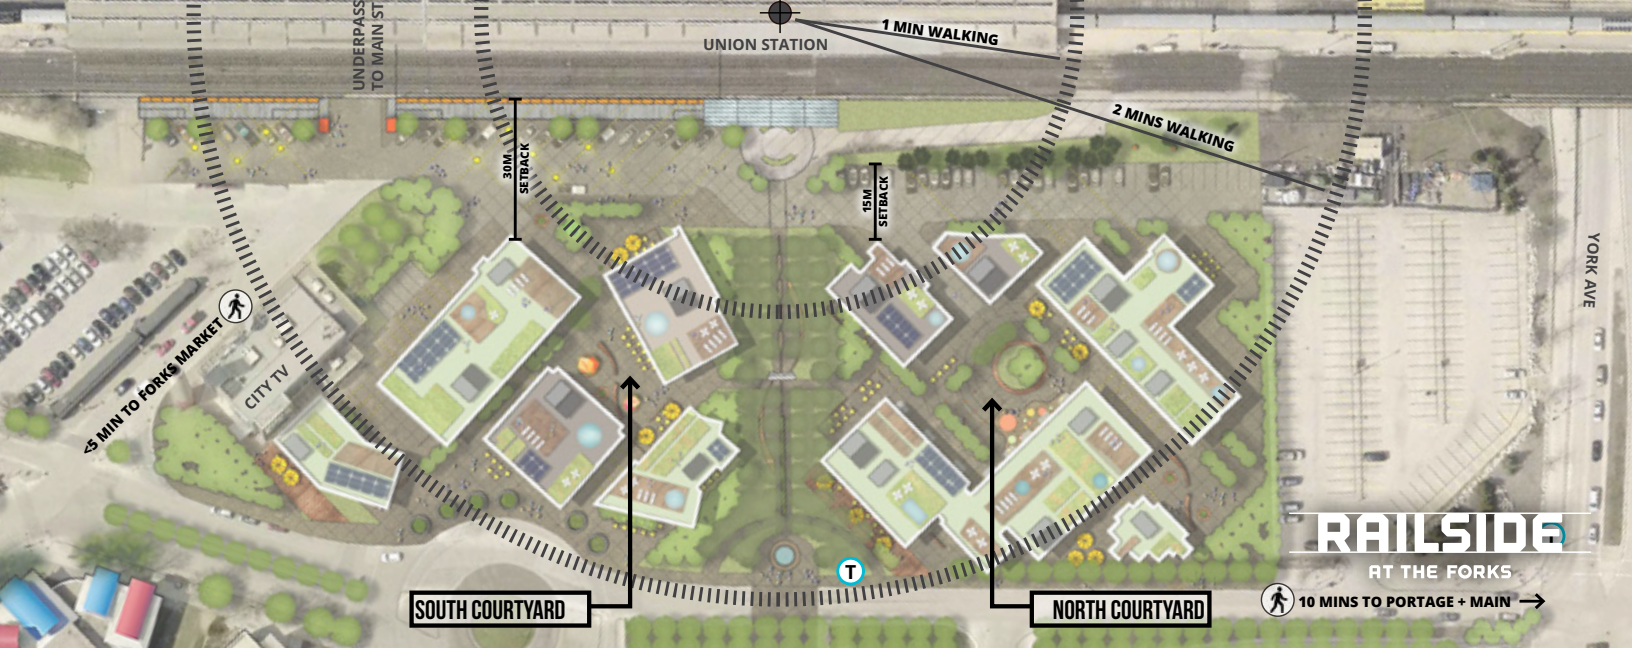 UNDERPASS
TO MAIN ST
UNION STATION
1 MIN WALKING
2 MINS WALKING
30M
SETBACK
15M
SETBACK
YORK AVE
<5 MIN TO FORKS MARKET
CITY TV
T
SOUTH COURTYARD
NORTH COURTYARD
RAILSIDE
AT THE FORKS
10 MINS TO PORTAGE + MAIN